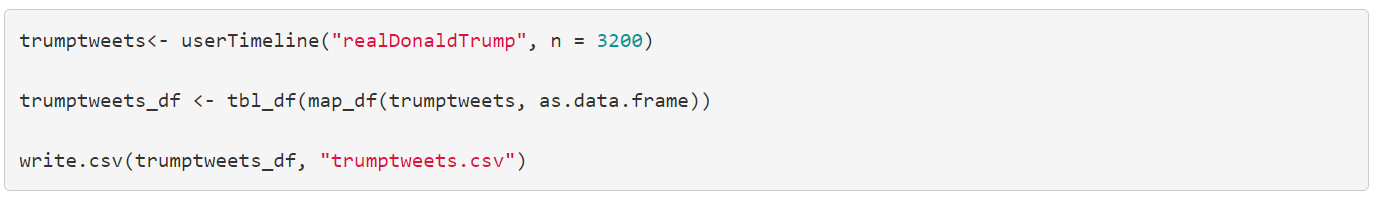 trumptweets<- userTimeline("realDonaldTrump", n = 3200)
trumptweets_df <- tbl_df(map_df(trumptweets, as.data.frame))
write.csv(trumptweets_df, "trumptweets.csv")